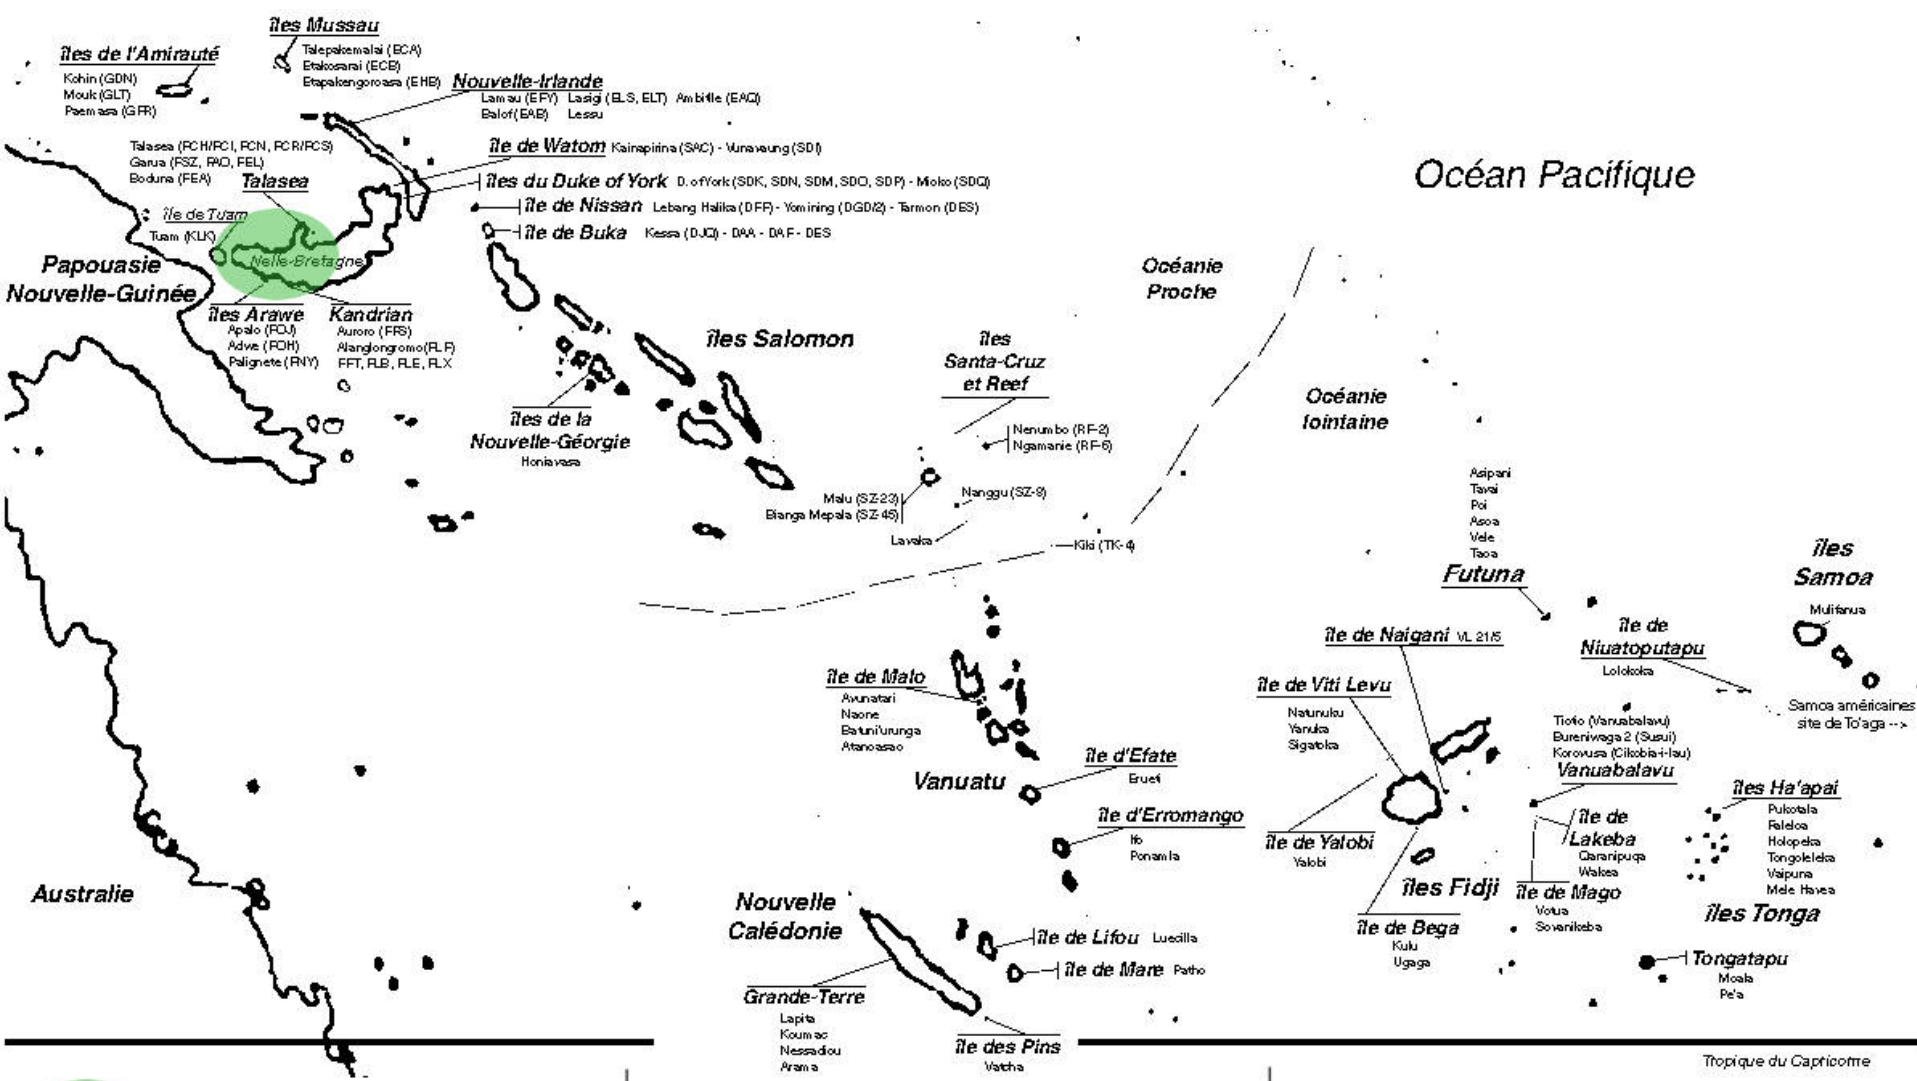 îles Mussau
Talepakemalai (ECA)
Etakosarai (ECB)
Etapakengoroasa (EHB)
îles de l'Amirauté
Kohin (GDN)
Mouk (GLT)
Paemasa (GFR)
Nouvelle-Irlande
Lamau (EFY) Lasigi (ELS, ELT) Ambitle (EAQ)
Balof (EAB) Lessu
île de Watom Kainapirina (SAC) - Vunavaung (SDI)
Talasea (FCH/FCI, FCN, FCR/FCS)
Garua (FSZ, FAO, FEL)
Boduna (FEA)
Talasea
îles du Duke of York D. of York (SDK, SDN, SDM, SDO, SDP) - Mioko (SDQ)
île de Nissan Lebang Halika (DFF) - Yomining (DGD/2) - Tarmon (DES)
île de Buka Kessa (DJQ) - DAA - DAF - DES
île de Tuam
Tuam (KLK)
Nelle-Bretagne
Papouasie
Nouvelle-Guinée
îles Arawe
Apalo (FOJ)
Adwe (FOH)
Palignete (FNY)
Kandrian
Auroro (FFS)
Alanglongromo (FLF)
FFT, FLB, FLE, FLX
Océan Pacifique
Océanie
Proche
Océanie
lointaine
îles Salomon
îles de la
Nouvelle-Géorgie
Honiavasa
îles
Santa-Cruz
et Reef
Nenumbo (RF-2)
Ngamanie (RF-6)
Malu (SZ-23)
Bianga Mepala (SZ-45)
Nanggu (SZ-8)
Lavaka
Kiki (TK-4)
Asipani
Tavai
Poi
Asoa
Vele
Taoa
Futuna
îles
Samoa
Mulifanua
Samoa américaines
site de To'aga -->
île de
Niuatoputapu
Lolokoka
île de Naigani VL 21/5
île de Viti Levu
Natunuku
Yanuka
Sigatoka
île de Malo
Avunatari
Naone
Batuni'urunga
Atanoasao
Vanuatu
île d'Efate
Erueti
île d'Erromango
Ifo
Ponamla
Tiotio (Vanuabalavu)
Bureniwaga 2 (Susui)
Korovusa (Cikobia-i-lau)
Vanuabalavu
îles Ha'apai
Pukotala
Faleloa
Holopeka
Tongoleleka
Vaipuna
Mele Havea
île de
Lakeba
Qaranipuqa
Wakea
île de Yalobi
Yalobi
îles Fidji
île de Mago
Votua
Sovanikeba
île de Bega
Kulu
Ugaga
îles Tonga
Tongatapu
Moala
Pe'a
Australie
Nouvelle
Calédonie
île de Lifou Luecilla
île de Mare Patho
Grande-Terre
Lapita
Koumac
Nessadiou
Arama
île des Pins
Vatcha
Tropique du Capricorne